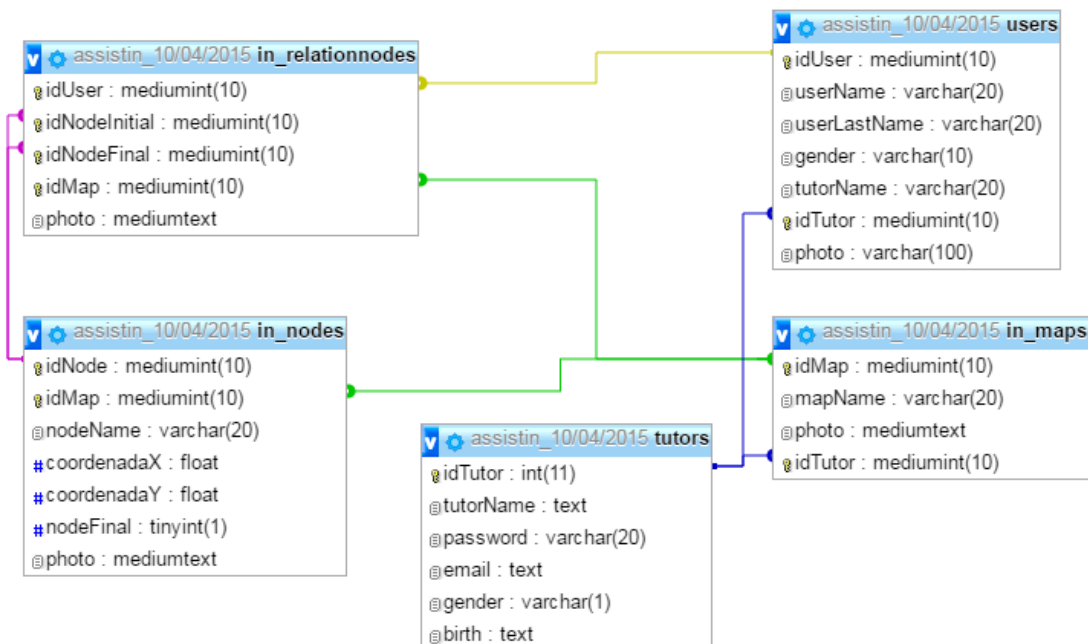 v assistin_10/04/2015 in_relationnodes
idUser : mediumint(10)
idNodeInitial : mediumint(10)
idNodeFinal : mediumint(10)
idMap : mediumint(10)
photo : mediumtext
v assistin_10/04/2015 users
idUser : mediumint(10)
userName : varchar(20)
userLastName : varchar(20)
gender : varchar(10)
tutorName : varchar(20)
idTutor : mediumint(10)
photo : varchar(100)
v assistin_10/04/2015 in_nodes
idNode : mediumint(10)
idMap : mediumint(10)
nodeName : varchar(20)
#coordenadaX : float
#coordenadaY : float
#nodeFinal : tinyint(1)
photo : mediumtext
v assistin_10/04/2015 in_maps
idMap : mediumint(10)
mapName : varchar(20)
photo : mediumtext
idTutor : mediumint(10)
v assistin_10/04/2015 tutors
idTutor : int(11)
tutorName : text
password : varchar(20)
email : text
gender : varchar(1)
birth : text